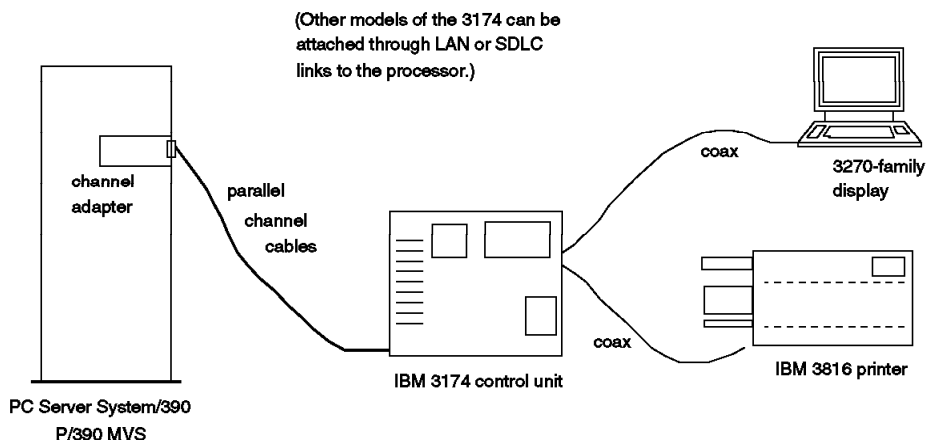 (Other models of the 3174 can be
attached through LAN or SDLC
links to the processor.)
channel
adapter
parallel
channel
cables
coax
3270-family
display
coax
IBM 3174 control unit
IBM 3816 printer
PC Server System/390
P/390 MVS